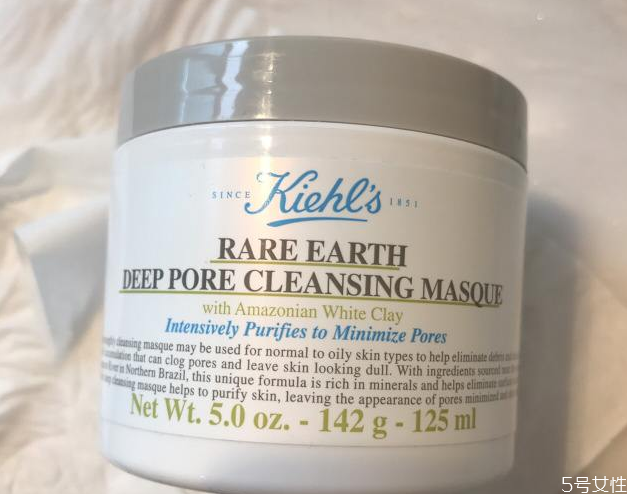 SINCE Kiehl's 1851
RARE EARTH
DEEP PORE CLEANSING MASQUE
with Amazonian White Clay
Intensively Purifies to Minimize Pores
cleansing masque may be used for normal to oily skin types to help eliminate debris
that can clog pores and leave skin looking dull. With ingredients sourced
River in Northern Brazil, this unique formula is rich in minerals and helps eliminate
cleansing masque helps to purify skin, leaving the appearance of pores minimized
Net Wt. 5.0 oz. - 142 g - 125 ml
5号女性